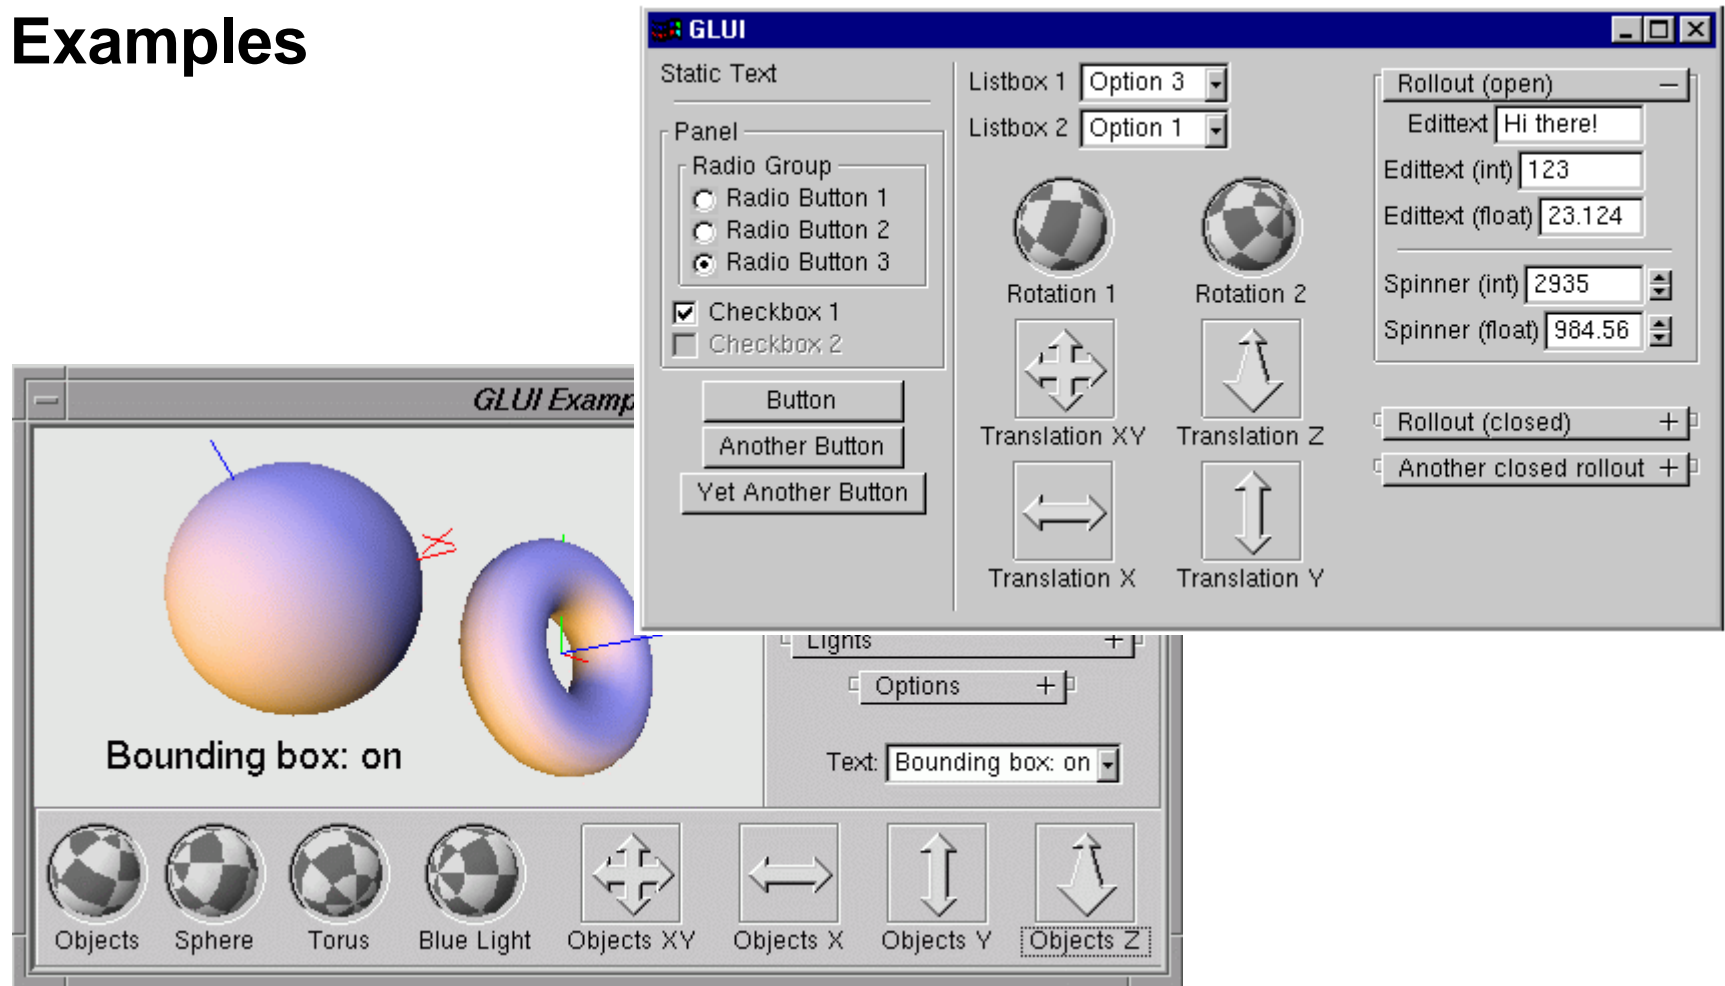 Examples
GLUI
Static Text
Panel
Radio Group
Radio Button 1
Radio Button 2
Radio Button 3
Checkbox 1
Checkbox 2
Button
Another Button
Yet Another Button
Listbox 1 Option 3
Listbox 2 Option 1
Rotation 1 Rotation 2
Translation XY Translation Z
Translation X Translation Y
Rollout (open)
Edittext Hi there!
Edittext (int) 123
Edittext (float) 23.124
Spinner (int) 2935
Spinner (float) 984.56
Rollout (closed)
Another closed rollout
GLUI Examp
Bounding box: on
Lights
Options
Text: Bounding box: on
Objects Sphere Torus Blue Light Objects XY Objects X Objects Y Objects Z